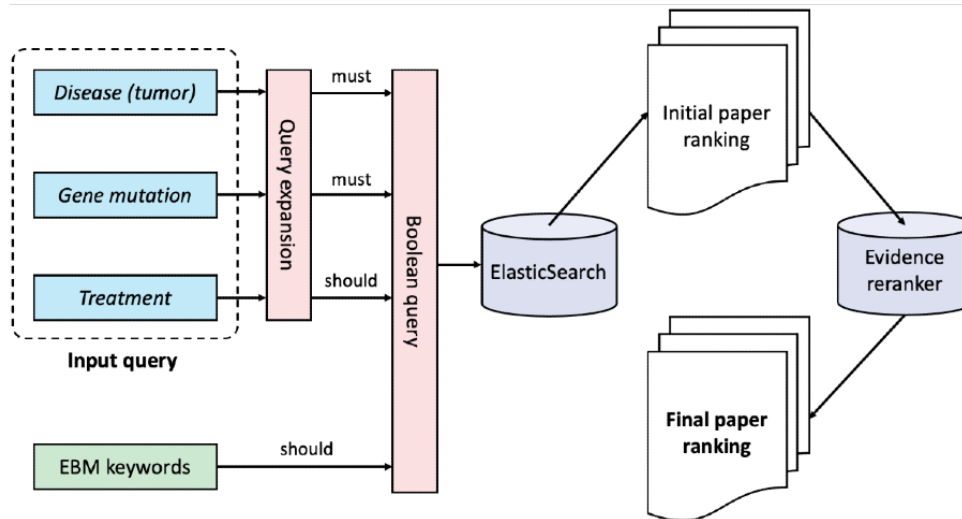 Disease (tumor)
Gene mutation
Treatment
Input query
EBM keywords
Query expansion
must
must
should
should
Boolean query
ElasticSearch
Initial paper
ranking
Evidence
reranker
Final paper
ranking